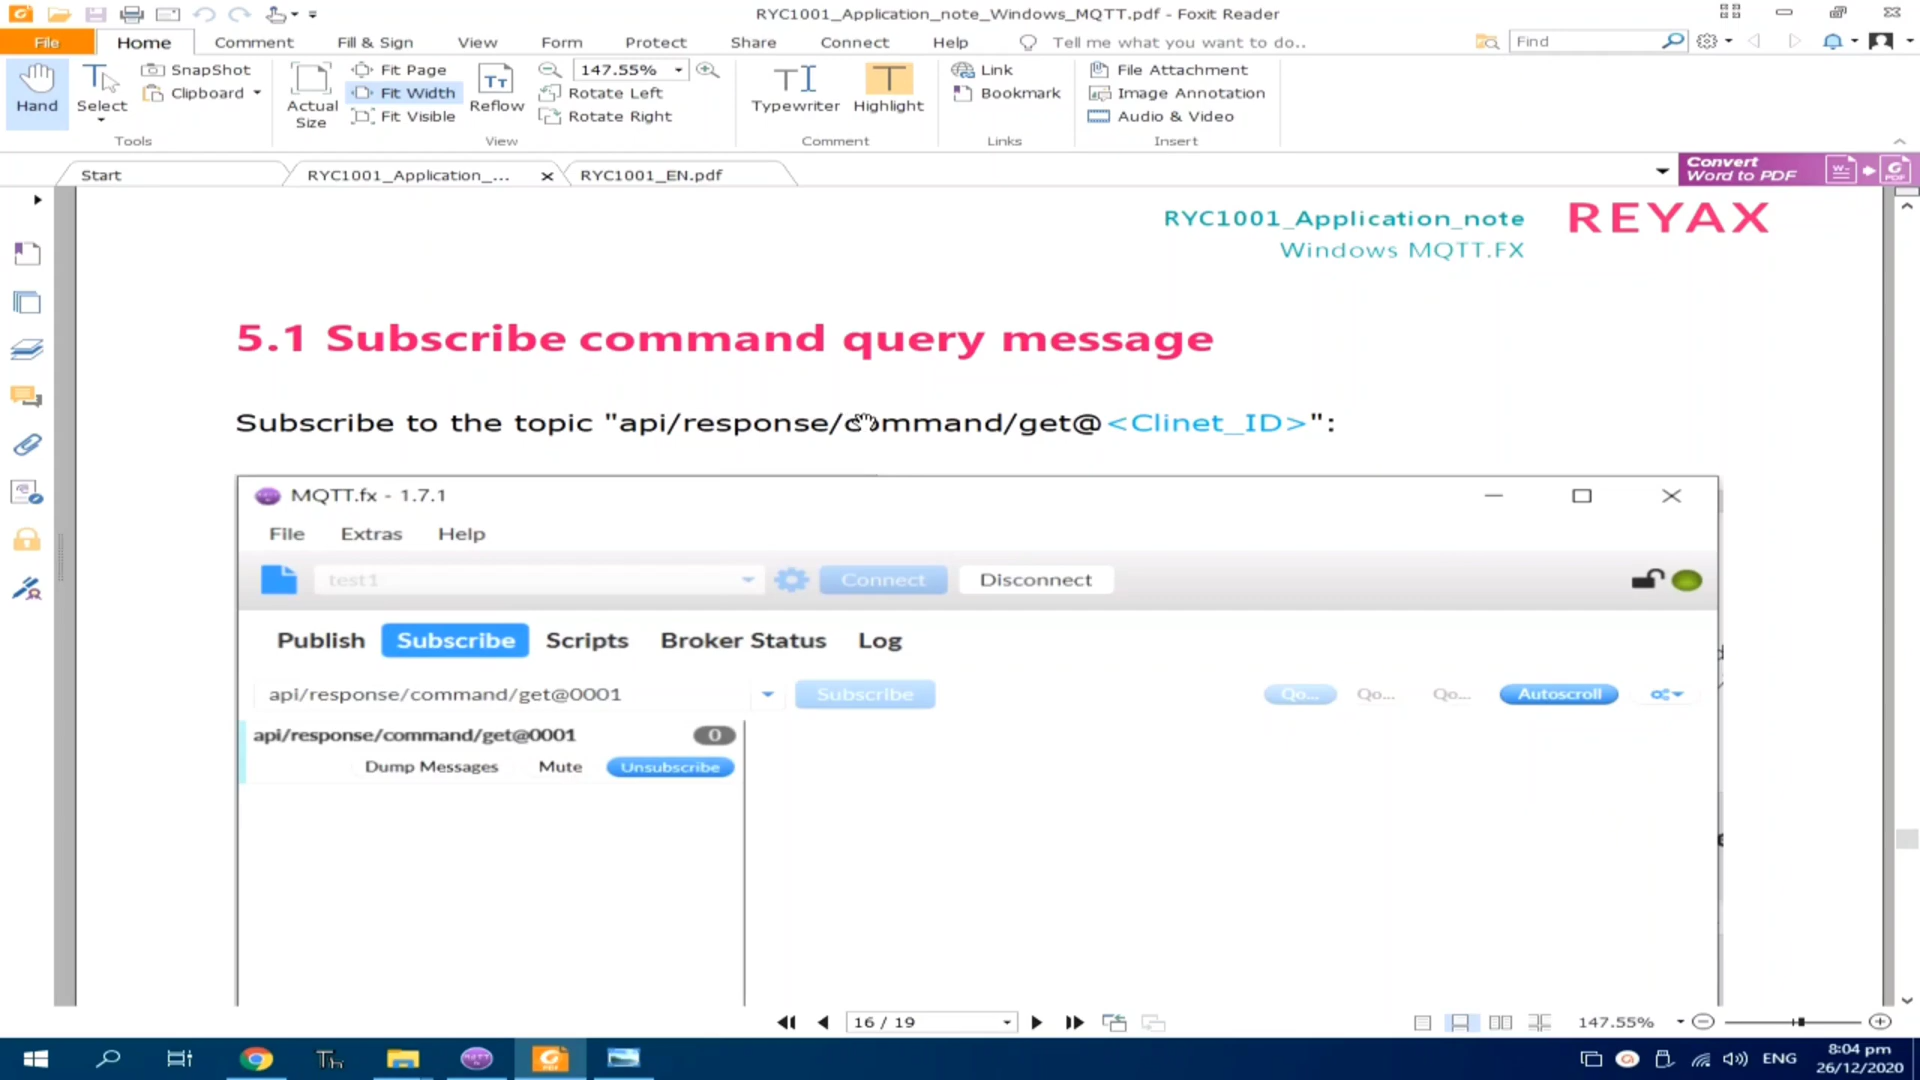 RYC1001_Application_note_Windows_MQTT.pdf - Foxit Reader
File Home Comment Fill & Sign View Form Protect Share Connect Help Tell me what you want to do.. Find
Hand
Select
SnapShot
Clipboard
Tools
Actual Size
Fit Page
Fit Width
Fit Visible
Reflow
147.55%
Rotate Left
Rotate Right
View
Typewriter
Highlight
Comment
Link
Bookmark
Links
File Attachment
Image Annotation
Audio & Video
Insert
Start
RYC1001_Application_...
RYC1001_EN.pdf
Convert
Word to PDF
RYC1001_Application_note
REYAX
Windows MQTT.FX
5.1 Subscribe command query message
Subscribe to the topic "api/response/command/get@<Clinet_ID>":
MQTT.fx - 1.7.1
File Extras Help
test1
Connect
Disconnect
Publish Subscribe Scripts Broker Status Log
api/response/command/get@0001
Subscribe
Qo...
Qo...
Qo...
Autoscroll
api/response/command/get@0001
0
Dump Messages Mute Unsubscribe
16 / 19
147.55%
ENG
8:04 pm
26/12/2020